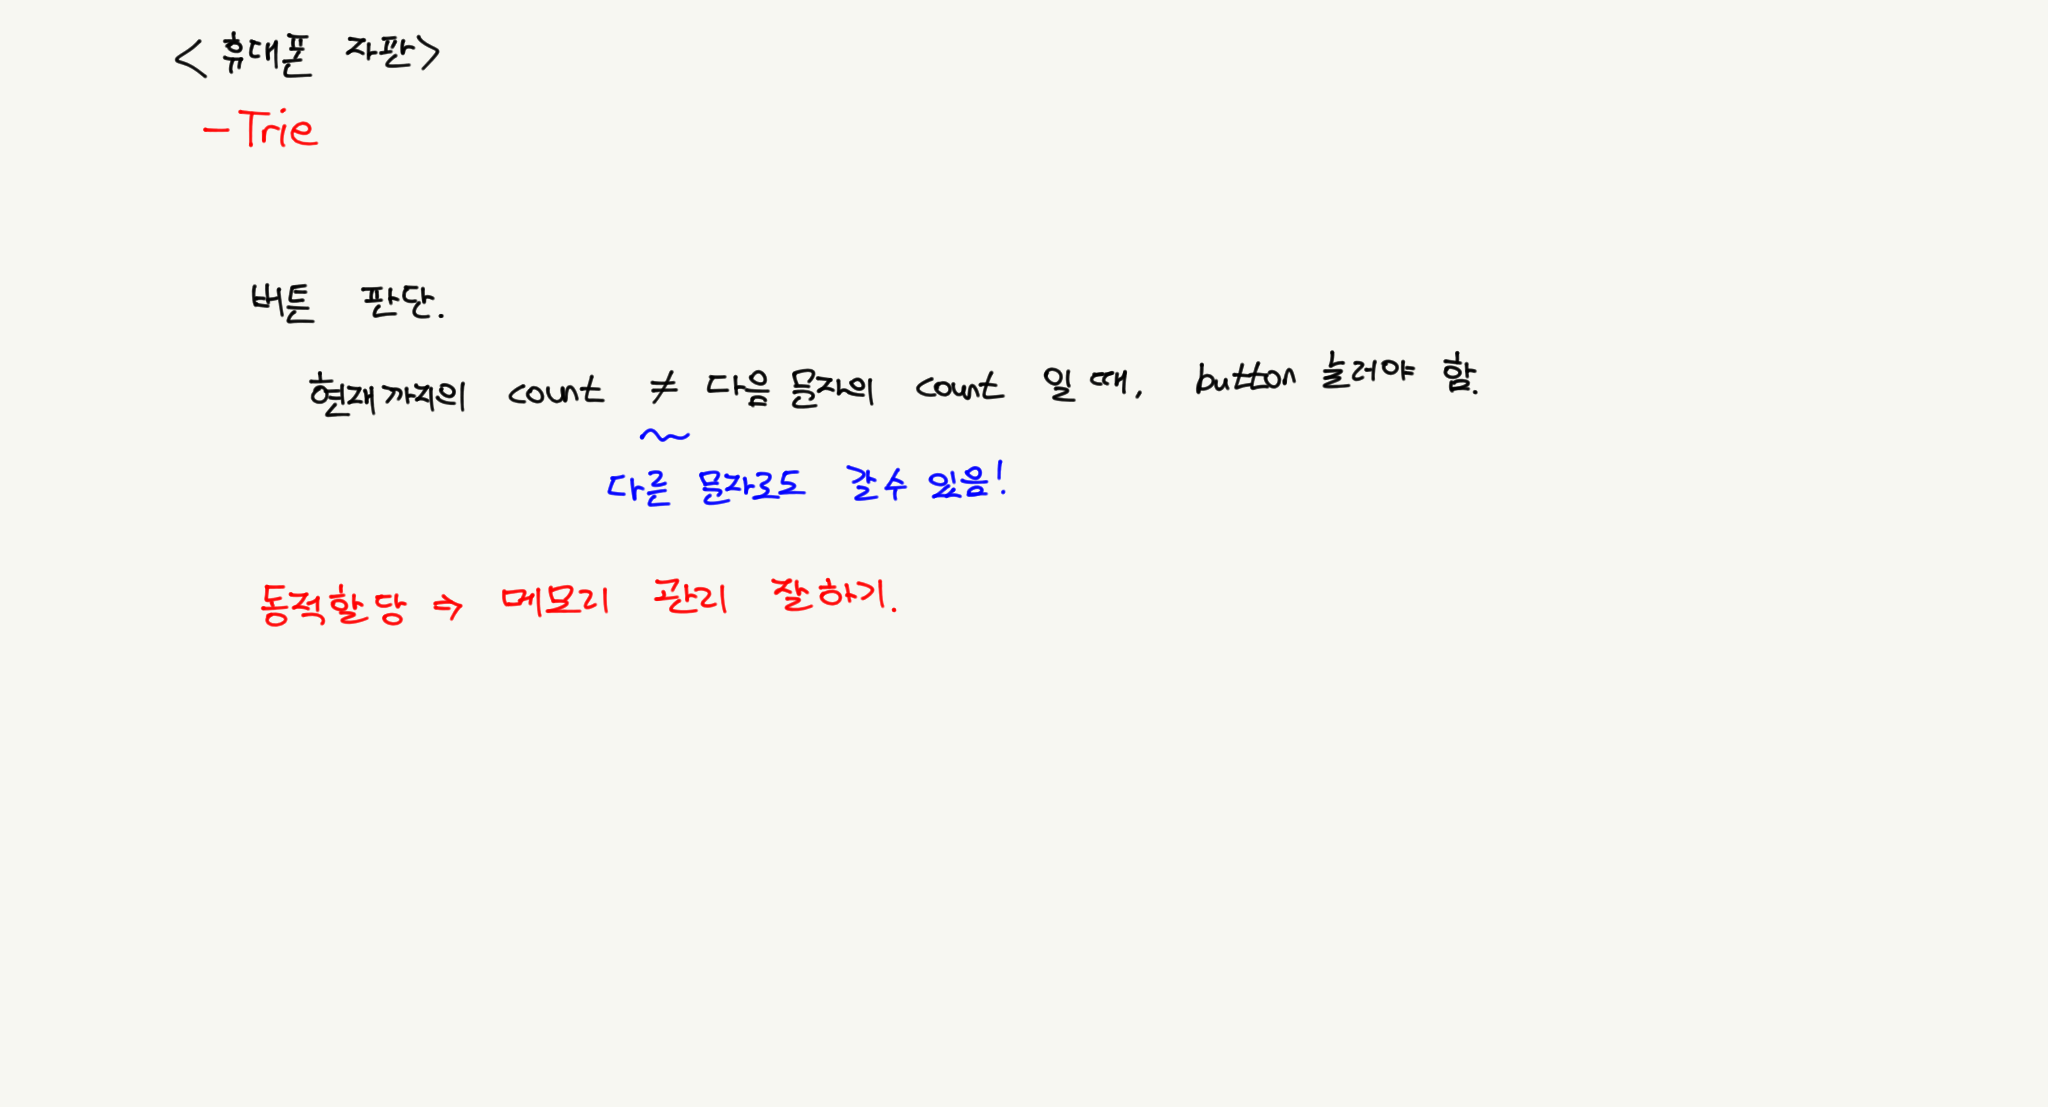 <휴대폰 자판>
- Trie
버튼 판단.
현재까지의 count ≠ 다음 문자의 count 일 때, button 눌러야 함.
다른 문자로도 갈 수 있음!
동적할당 ⇒ 메모리 관리 잘하기.